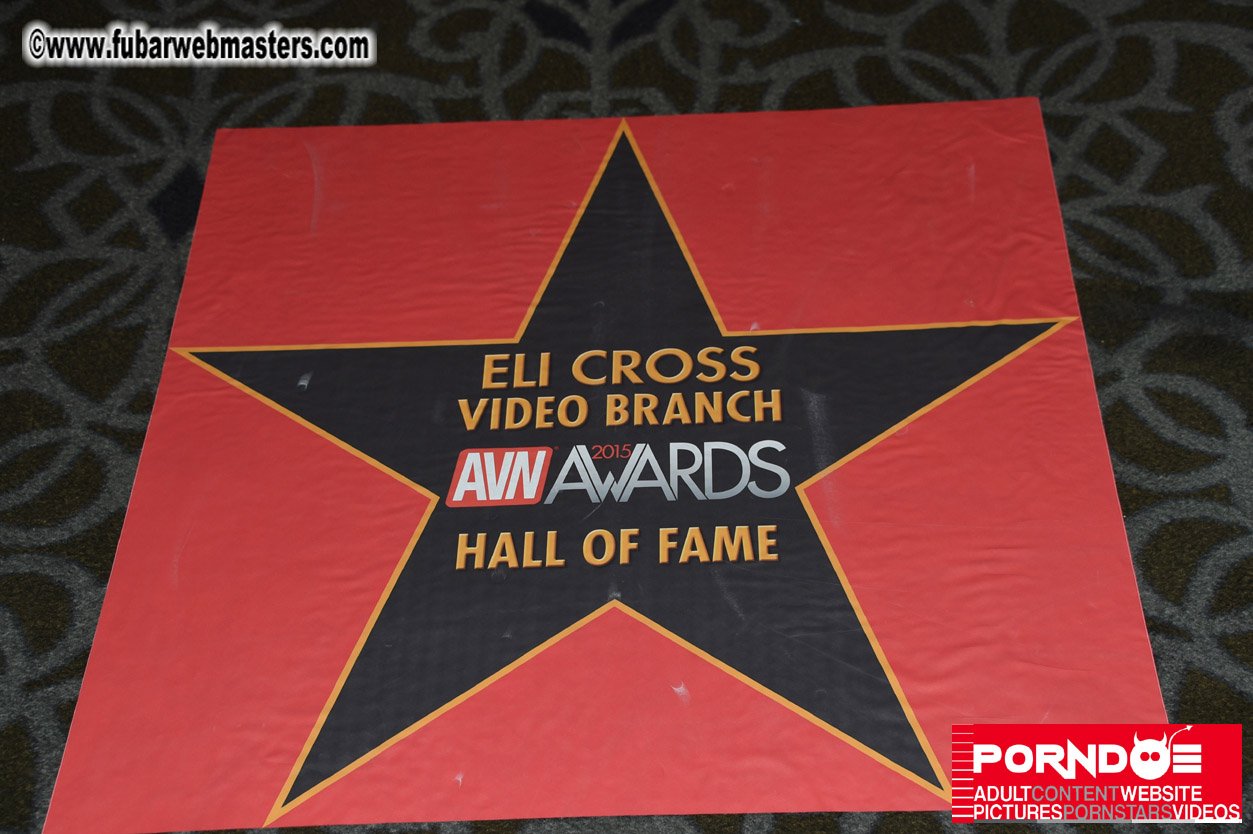 ©www.fubarwebmasters.com
ELI CROSS
VIDEO BRANCH
AVN 2015 AWARDS
HALL OF FAME
PORNDOE
ADULTCONTENTWEBSITE
PICTURESPORNSTARSVIDEOS